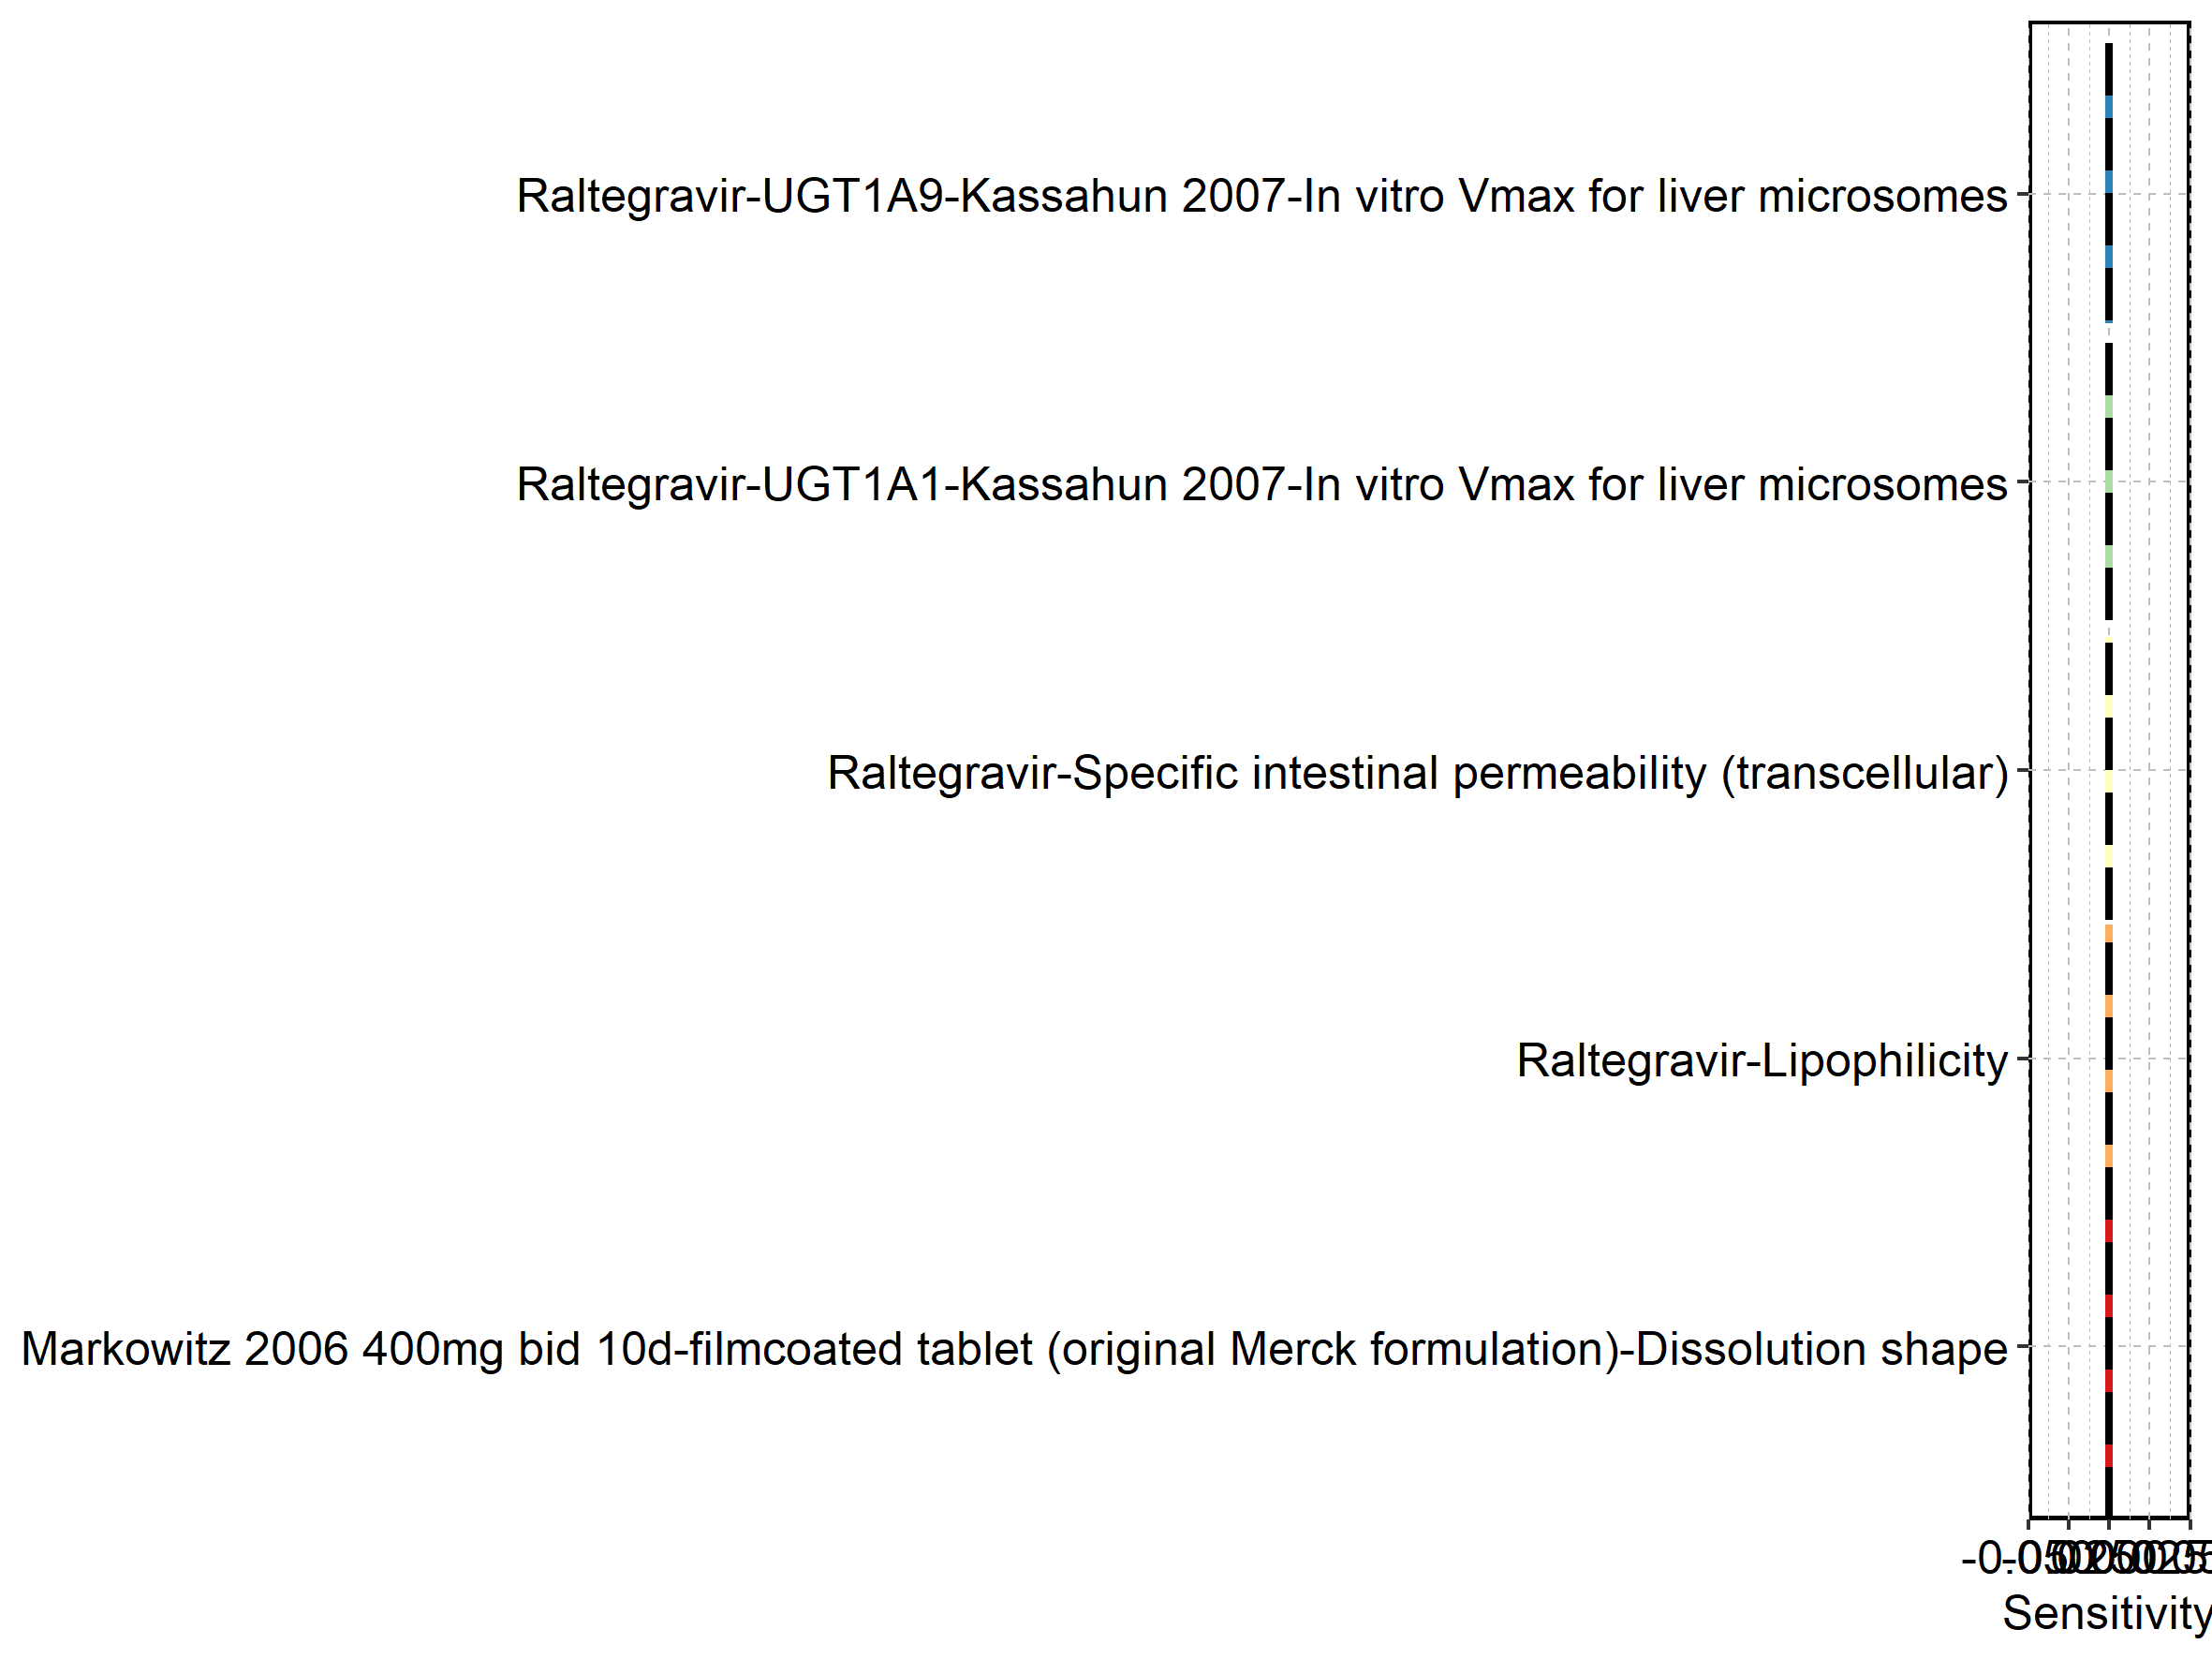 Raltegravir-UGT1A9-Kassahun 2007-In vitro Vmax for liver microsomes
Raltegravir-UGT1A1-Kassahun 2007-In vitro Vmax for liver microsomes
Raltegravir-Specific intestinal permeability (transcellular)
Raltegravir-Lipophilicity
Markowitz 2006 400mg bid 10d-filmcoated tablet (original Merck formulation)-Dissolution shape
Sensitivity